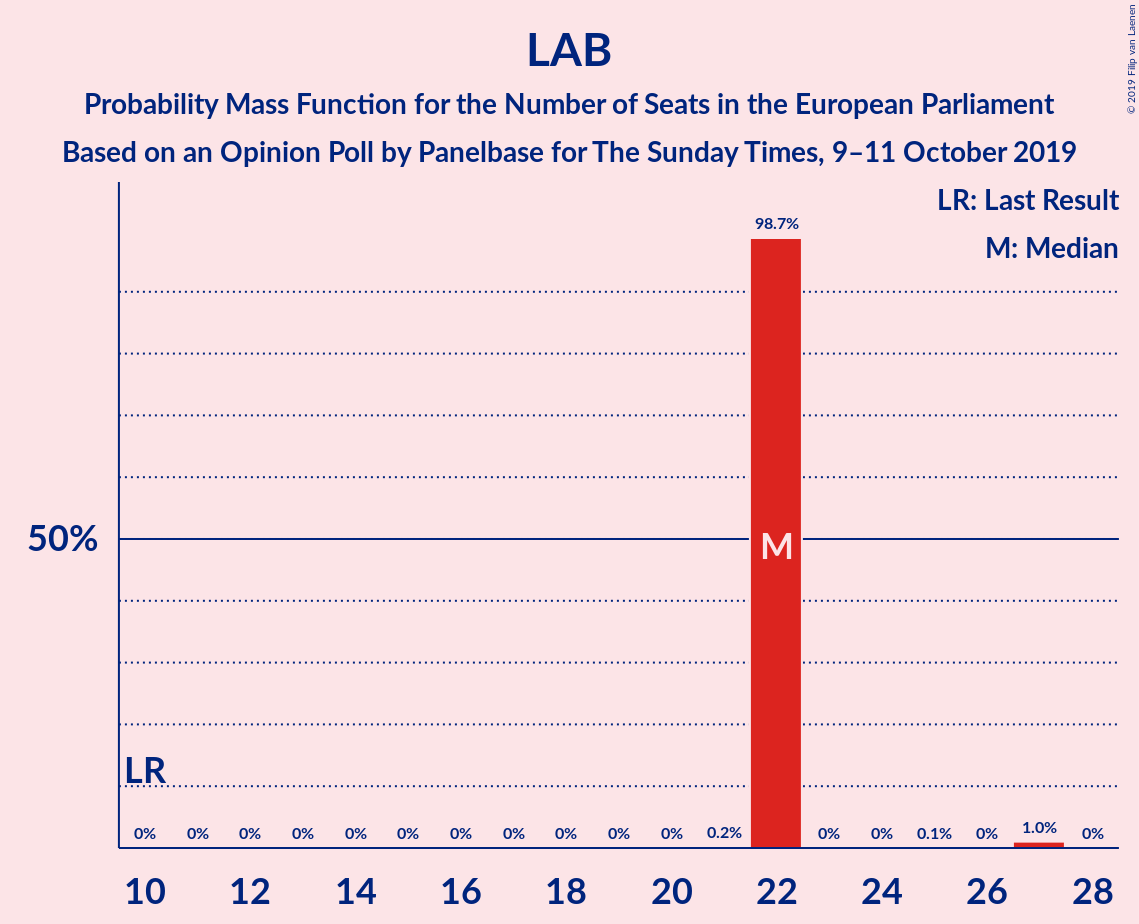 LAB
Probability Mass Function for the Number of Seats in the European Parliament
Based on an Opinion Poll by Panelbase for The Sunday Times, 9–11 October 2019
© 2019 Filip van Laenen
LR: Last Result
M: Median
98.7%
50%
M
LR
0% 0% 0% 0% 0% 0% 0% 0% 0% 0% 0% 0.2% 0% 0% 0.1% 0% 1.0% 0%
10 12 14 16 18 20 22 24 26 28